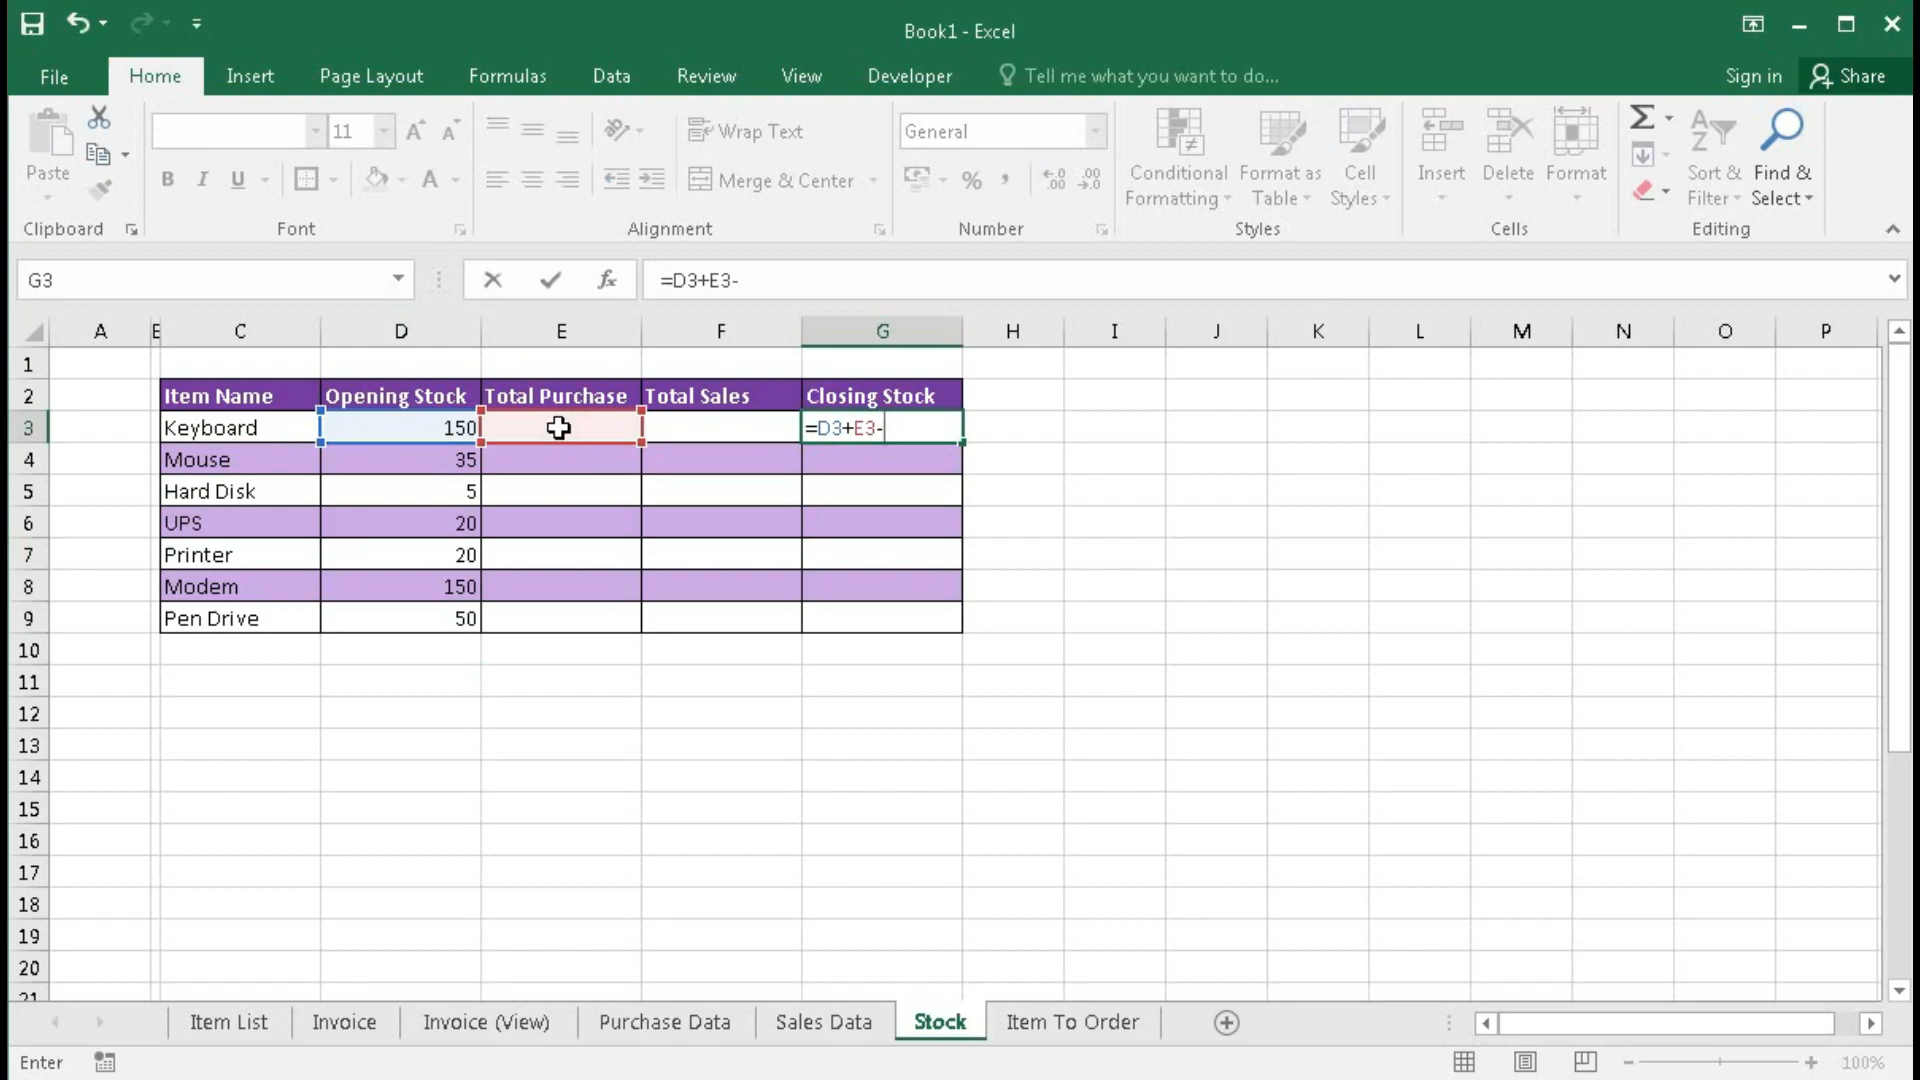 Book1 - Excel
File Home Insert Page Layout Formulas Data Review View Developer Tell me what you want to do... Sign in Share
Paste
11
Wrap Text
General
B I U A
Merge & Center
%
Conditional Formatting
Format as Table
Cell Styles
Insert
Delete
Format
Sort & Filter
Find & Select
Clipboard Font Alignment Number Styles Cells Editing
G3 fx =D3+E3-
A B C D E F G H I J K L M N O P
1
2 Item Name Opening Stock Total Purchase Total Sales Closing Stock
3 Keyboard 150 =D3+E3-
4 Mouse 35
5 Hard Disk 5
6 UPS 20
7 Printer 20
8 Modem 150
9 Pen Drive 50
10
11
12
13
14
15
16
17
18
19
20
21
Item List Invoice Invoice (View) Purchase Data Sales Data Stock Item To Order
Enter 100%